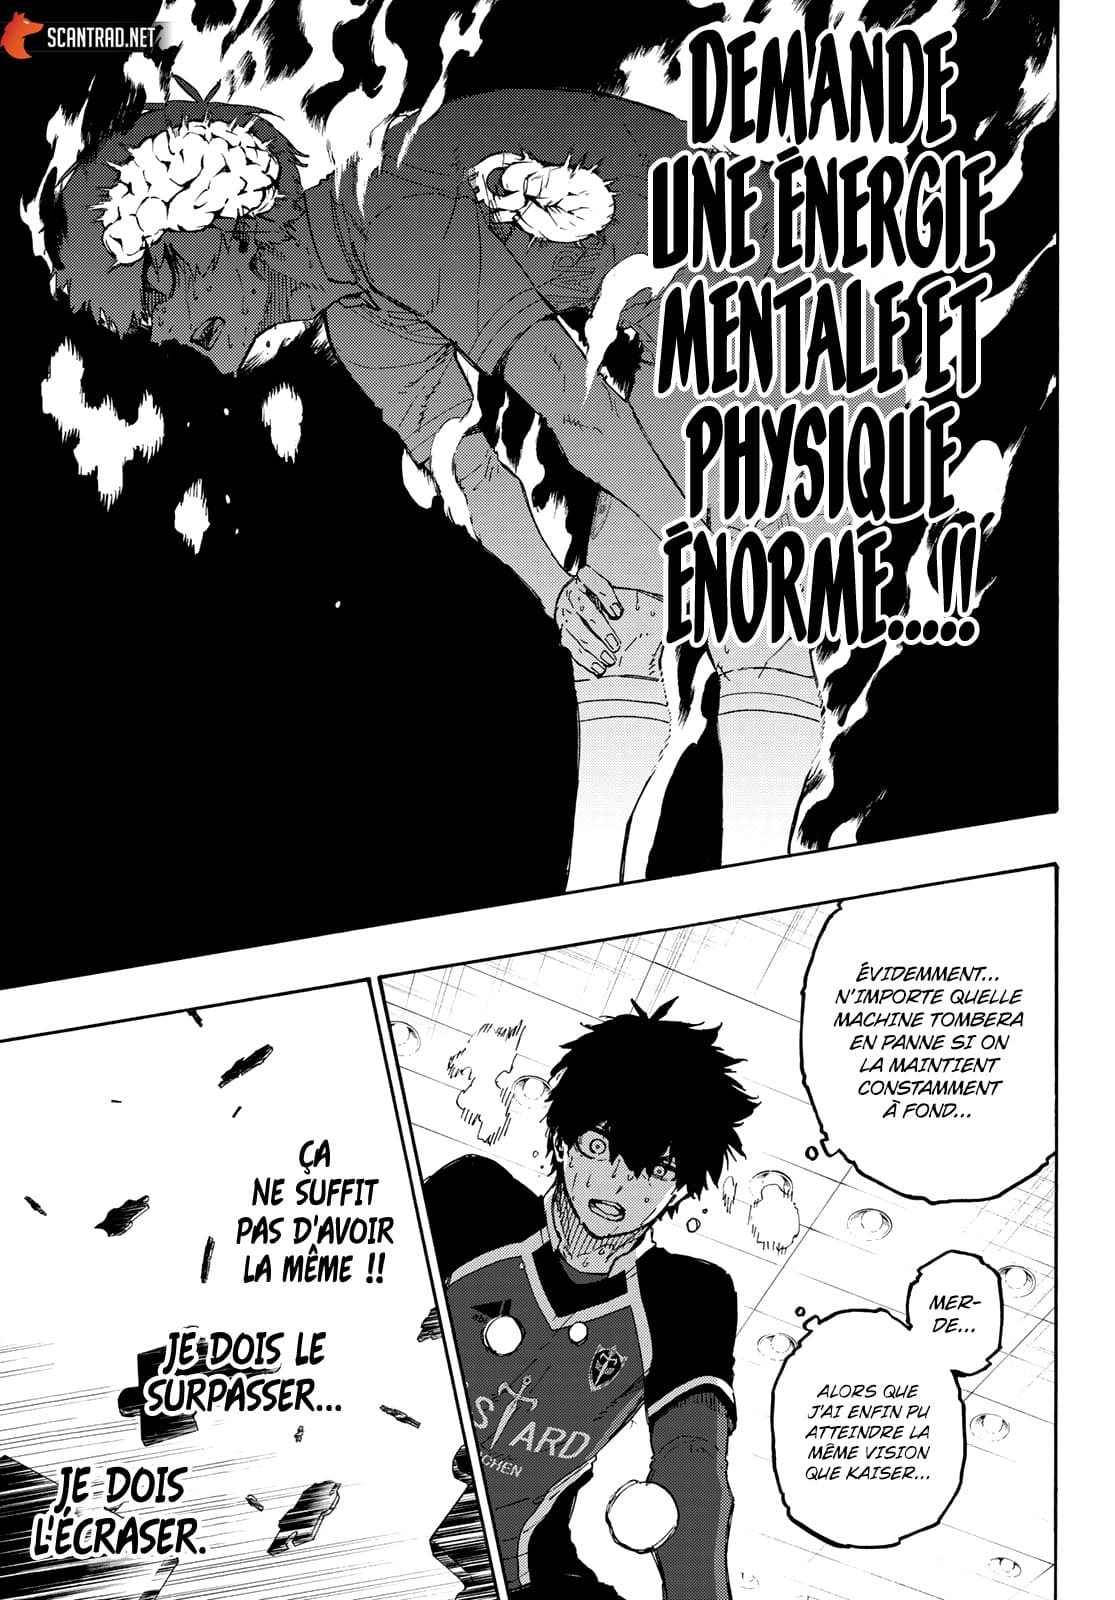 SCANTRAD.NET
DEMANDE
UNE ÉNERGIE
MENTALE ET
PHYSIQUE
ÉNORME.....!!
ÉVIDEMMENT...
N'IMPORTE QUELLE
MACHINE TOMBERA
EN PANNE SI ON
LA MAINTIENT
CONSTAMMENT
À FOND...
MER-
DE...
ALORS QUE
J'AI ENFIN PU
ATTEINDRE LA
MÊME VISION
QUE KAISER...
STARD
CHEN
ÇA
NE SUFFIT
PAS D'AVOIR
LA MÊME !!
JE DOIS LE
SURPASSER...
JE DOIS
L'ÉCRASER.